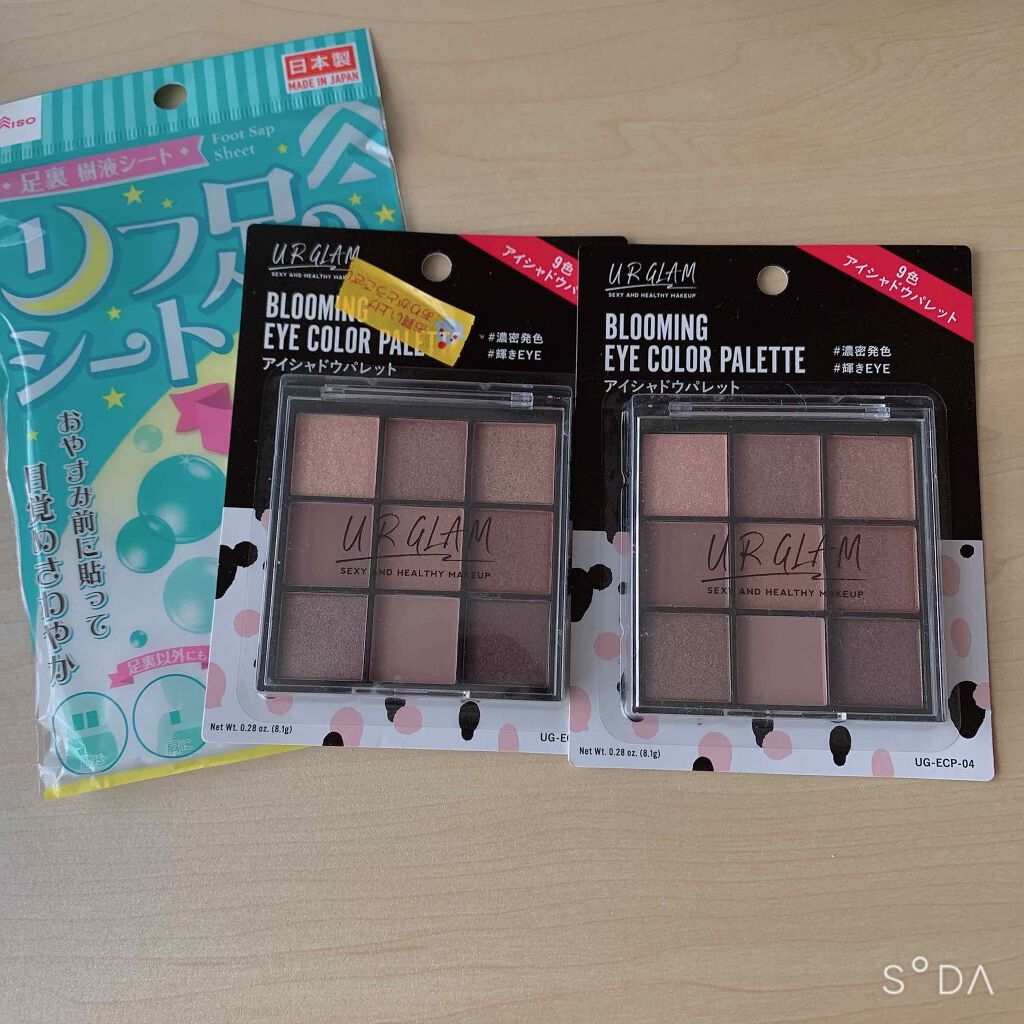 日本製
MADE IN JAPAN
ISO
足裏 樹液シート
Foot Sap
Sheet
リフ足の
シート
おやすみ前に貼って
目覚めさわやか
足裏以外にも
肩に
UR GLAM
SEXY AND HEALTHY MAKEUP
9色
アイシャドウパ
BLOOMING
EYE COLOR PALET
#濃密発色
#輝きEYE
アイシャドウパレット
UR GLAM
SEXY AND HEALTHY MAKEUP
Net Wt. 0.28 oz. (8.1g)
UG-EC
UR GLAM
SEXY AND HEALTHY MAKEUP
9色
アイシャドウパレット
BLOOMING
EYE COLOR PALETTE
#濃密発色
#輝きEYE
アイシャドウパレット
UR GLAM
SEXY AND HEALTHY MAKEUP
Net Wt. 0.28 oz. (8.1g)
UG-ECP-04
SODA